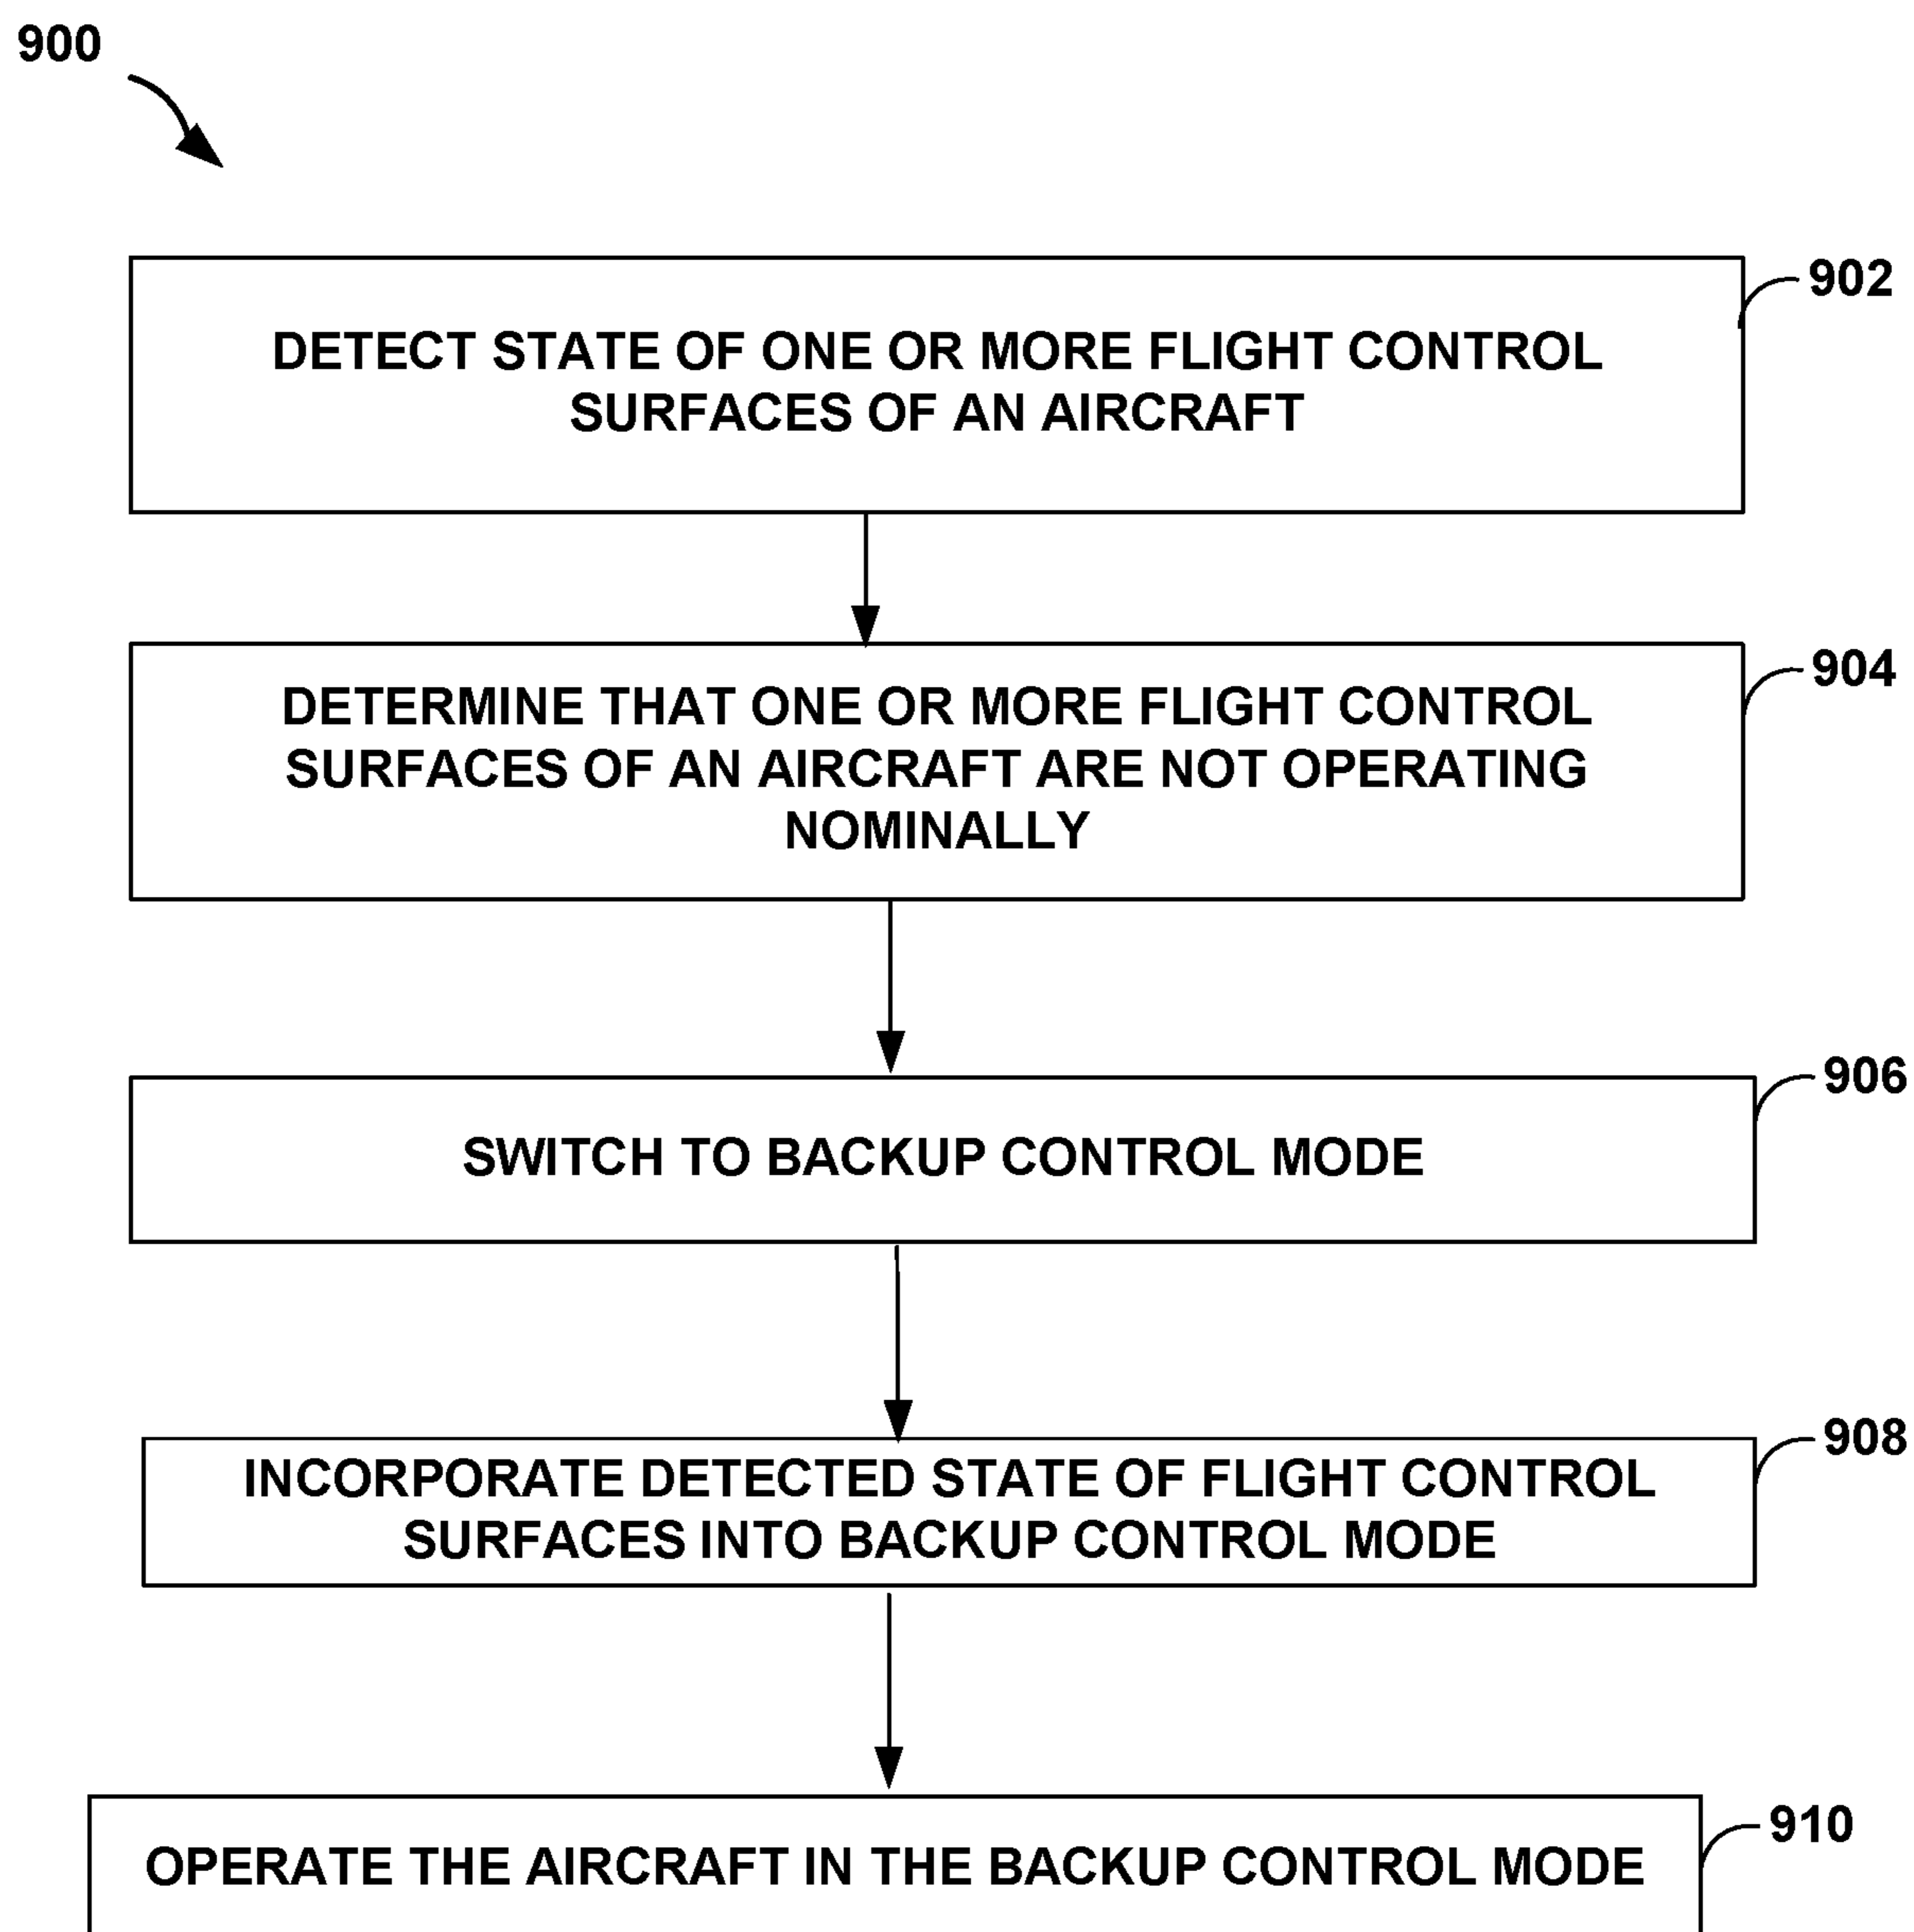 900
902
DETECT STATE OF ONE OR MORE FLIGHT CONTROL
SURFACES OF AN AIRCRAFT
904
DETERMINE THAT ONE OR MORE FLIGHT CONTROL
SURFACES OF AN AIRCRAFT ARE NOT OPERATING
NOMINALLY
906
SWITCH TO BACKUP CONTROL MODE
908
INCORPORATE DETECTED STATE OF FLIGHT CONTROL
SURFACES INTO BACKUP CONTROL MODE
910
OPERATE THE AIRCRAFT IN THE BACKUP CONTROL MODE